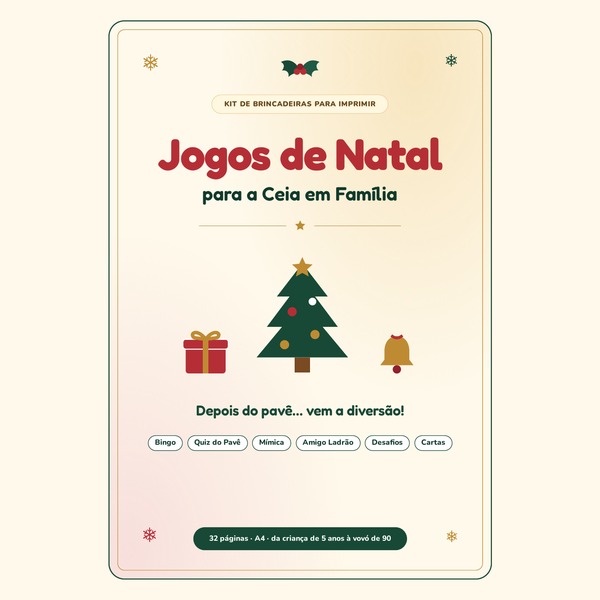 KIT DE BRINCADEIRAS PARA IMPRIMIR
Jogos de Natal
para a Ceia em Família
Depois do pavê... vem a diversão!
Bingo Quiz do Pavê Mímica Amigo Ladrão Desafios Cartas
32 páginas · A4 · da criança de 5 anos à vovó de 90